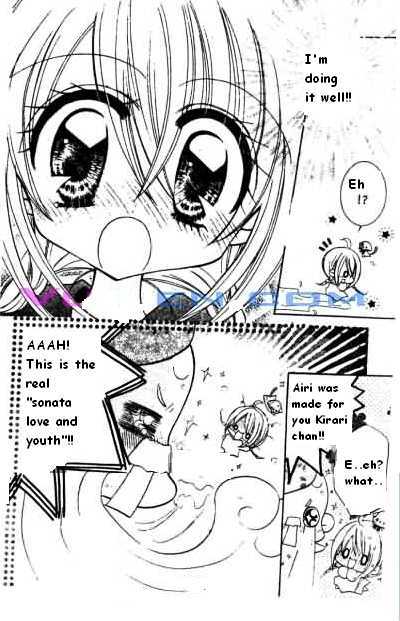 I'm
doing
it well!!
Eh
!?
AAAH!
This is the
real
"sonata
love and
youth"!!
Airi was
made for
you Kirari
chan!!
E..eh?
what..